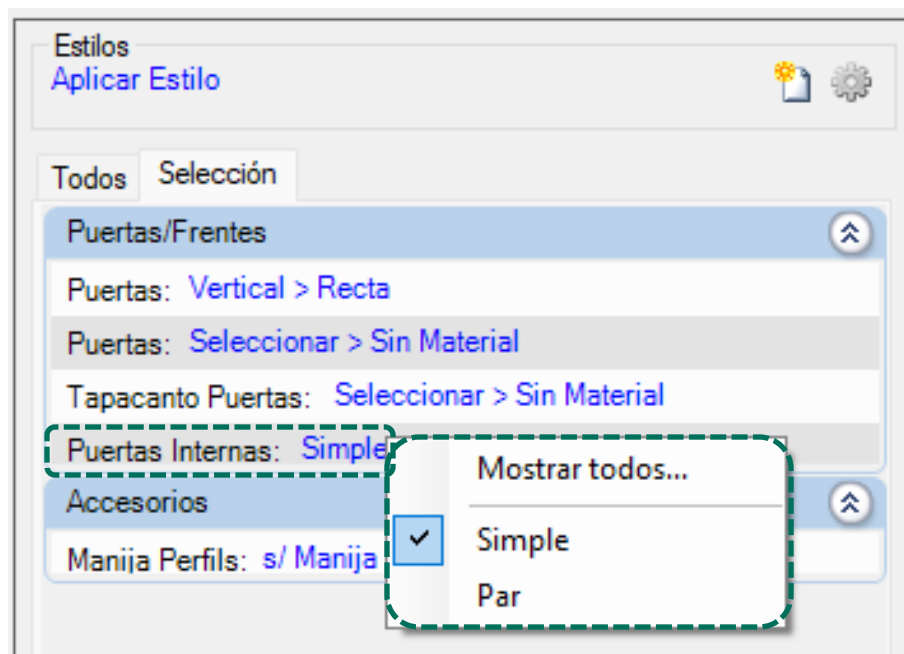 Estilos
Aplicar Estilo
Todos Selección
Puertas/Frentes
Puertas: Vertical > Recta
Puertas: Seleccionar > Sin Material
Tapacanto Puertas: Seleccionar > Sin Material
Puertas Internas: Simple
Mostrar todos...
Accesorios
Simple
Manija Perfils: s/ Manija
Par